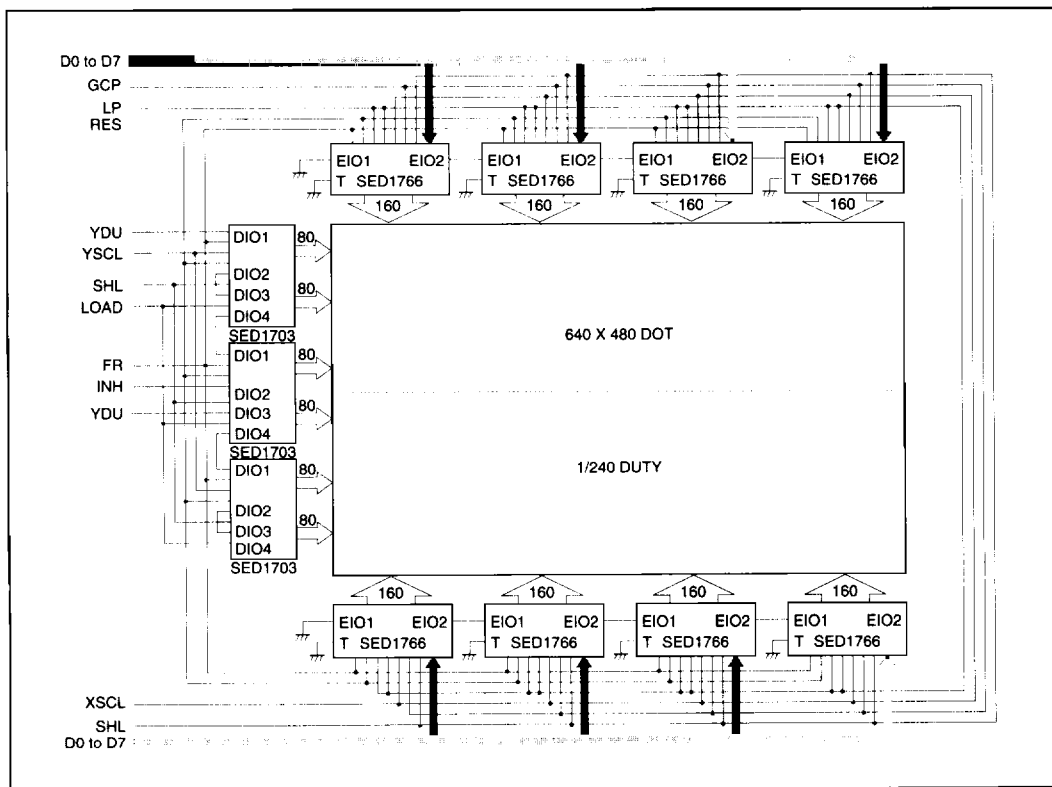 D0 to D7
GCP
LP
RES
EIO1 EIO2 EIO1 EIO2 EIO1 EIO2 EIO1 EIO2
T SED1766 T SED1766 T SED1766 T SED1766
160 160 160 160
YDU
YSCL
SHL
LOAD
FR
INH
YDU
DIO1 80
DIO2 80
DIO3
DIO4
SED1703
DIO1 80
DIO2 80
DIO3
DIO4
SED1703
DIO1 80
DIO2 80
DIO3
DIO4
SED1703
640 X 480 DOT
1/240 DUTY
160 160 160 160
EIO1 EIO2 EIO1 EIO2 EIO1 EIO2 EIO1 EIO2
T SED1766 T SED1766 T SED1766 T SED1766
XSCL
SHL
D0 to D7